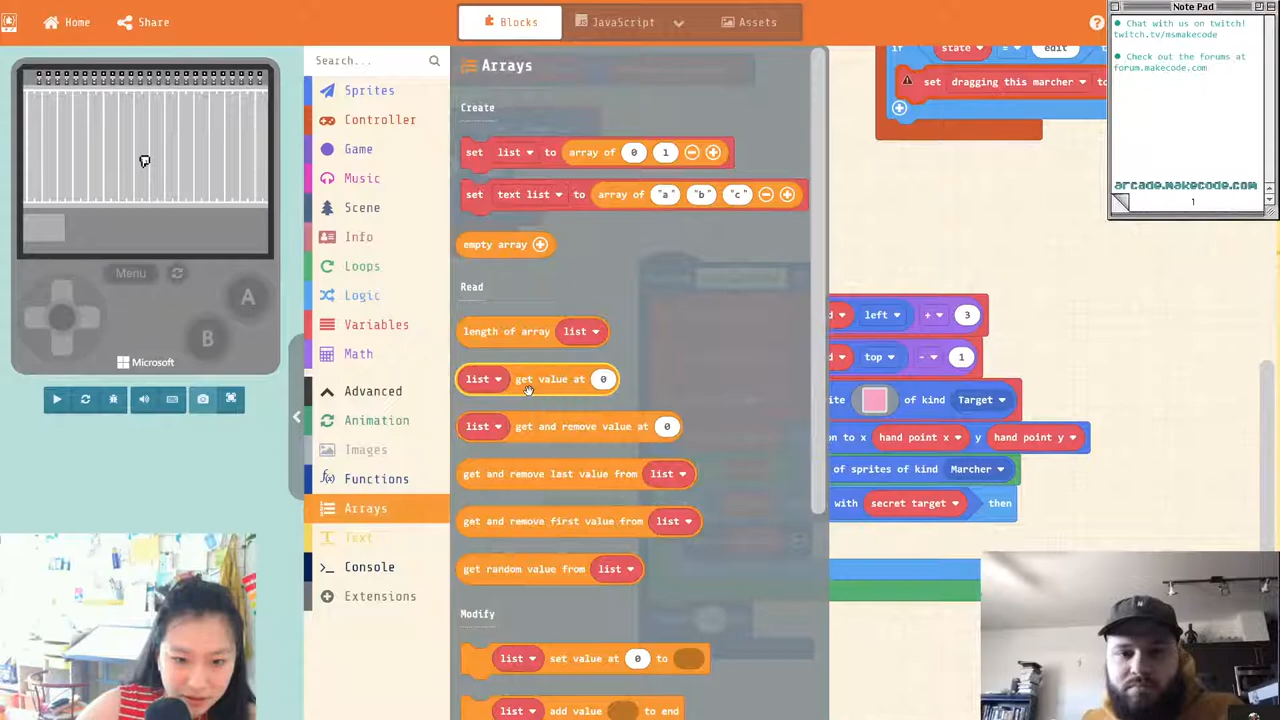 Home
Share
Blocks
JavaScript
Assets
?
Note Pad
Chat with us on twitch!
twitch.tv/msmakecode
Check out the forums at
forum.makecode.com
arcade.makecode.com
1
Menu
A
B
Microsoft
Search...
Sprites
Controller
Game
Music
Scene
Info
Loops
Logic
Variables
Math
Advanced
Animation
Images
Functions
Arrays
Text
Console
Extensions
Arrays
Create
set list to array of 0 1
set text list to array of "a" "b" "c"
empty array
Read
length of array list
list get value at 0
list get and remove value at 0
get and remove last value from list
get and remove first value from list
get random value from list
Modify
list set value at 0 to
list add value to end
if state = edit
set dragging this marcher to
left + 3
top - 1
of kind Target
to x hand point x y hand point y
of sprites of kind Marcher
with secret target then